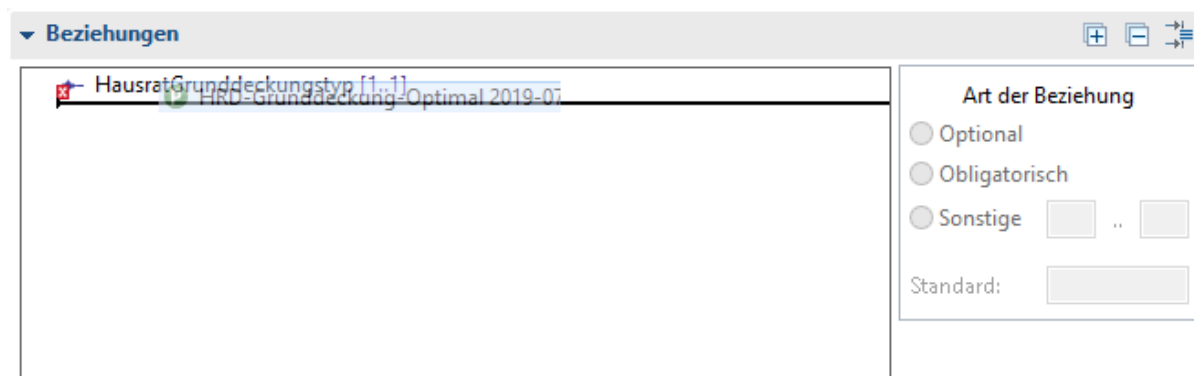 Beziehungen
HausratGrunddeckungstyp [1..1]
HRD-Grunddeckung-Optimal 2019-07
Art der Beziehung
Optional
Obligatorisch
Sonstige ..
Standard: